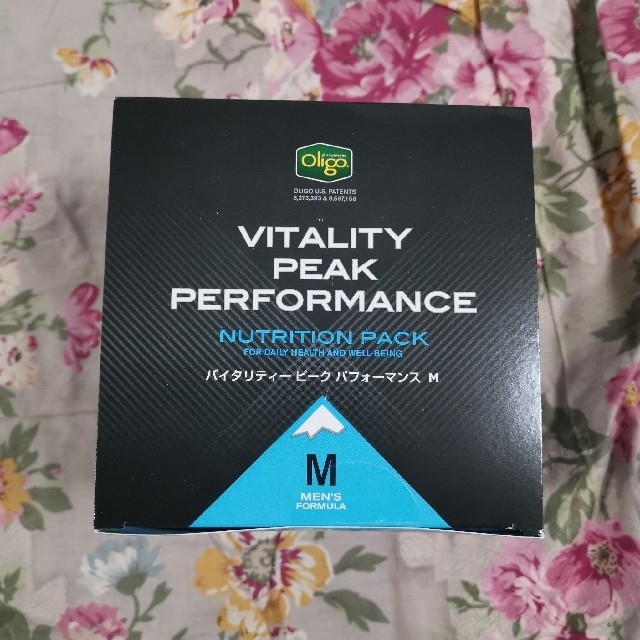 Oligo
OLIGO U.S. PATENTS
VITALITY
PEAK
PERFORMANCE
NUTRITION PACK
FOR DAILY HEALTH AND WELL-BEING
バイタリティー ピーク パフォーマンス M
M
MEN'S
FORMULA